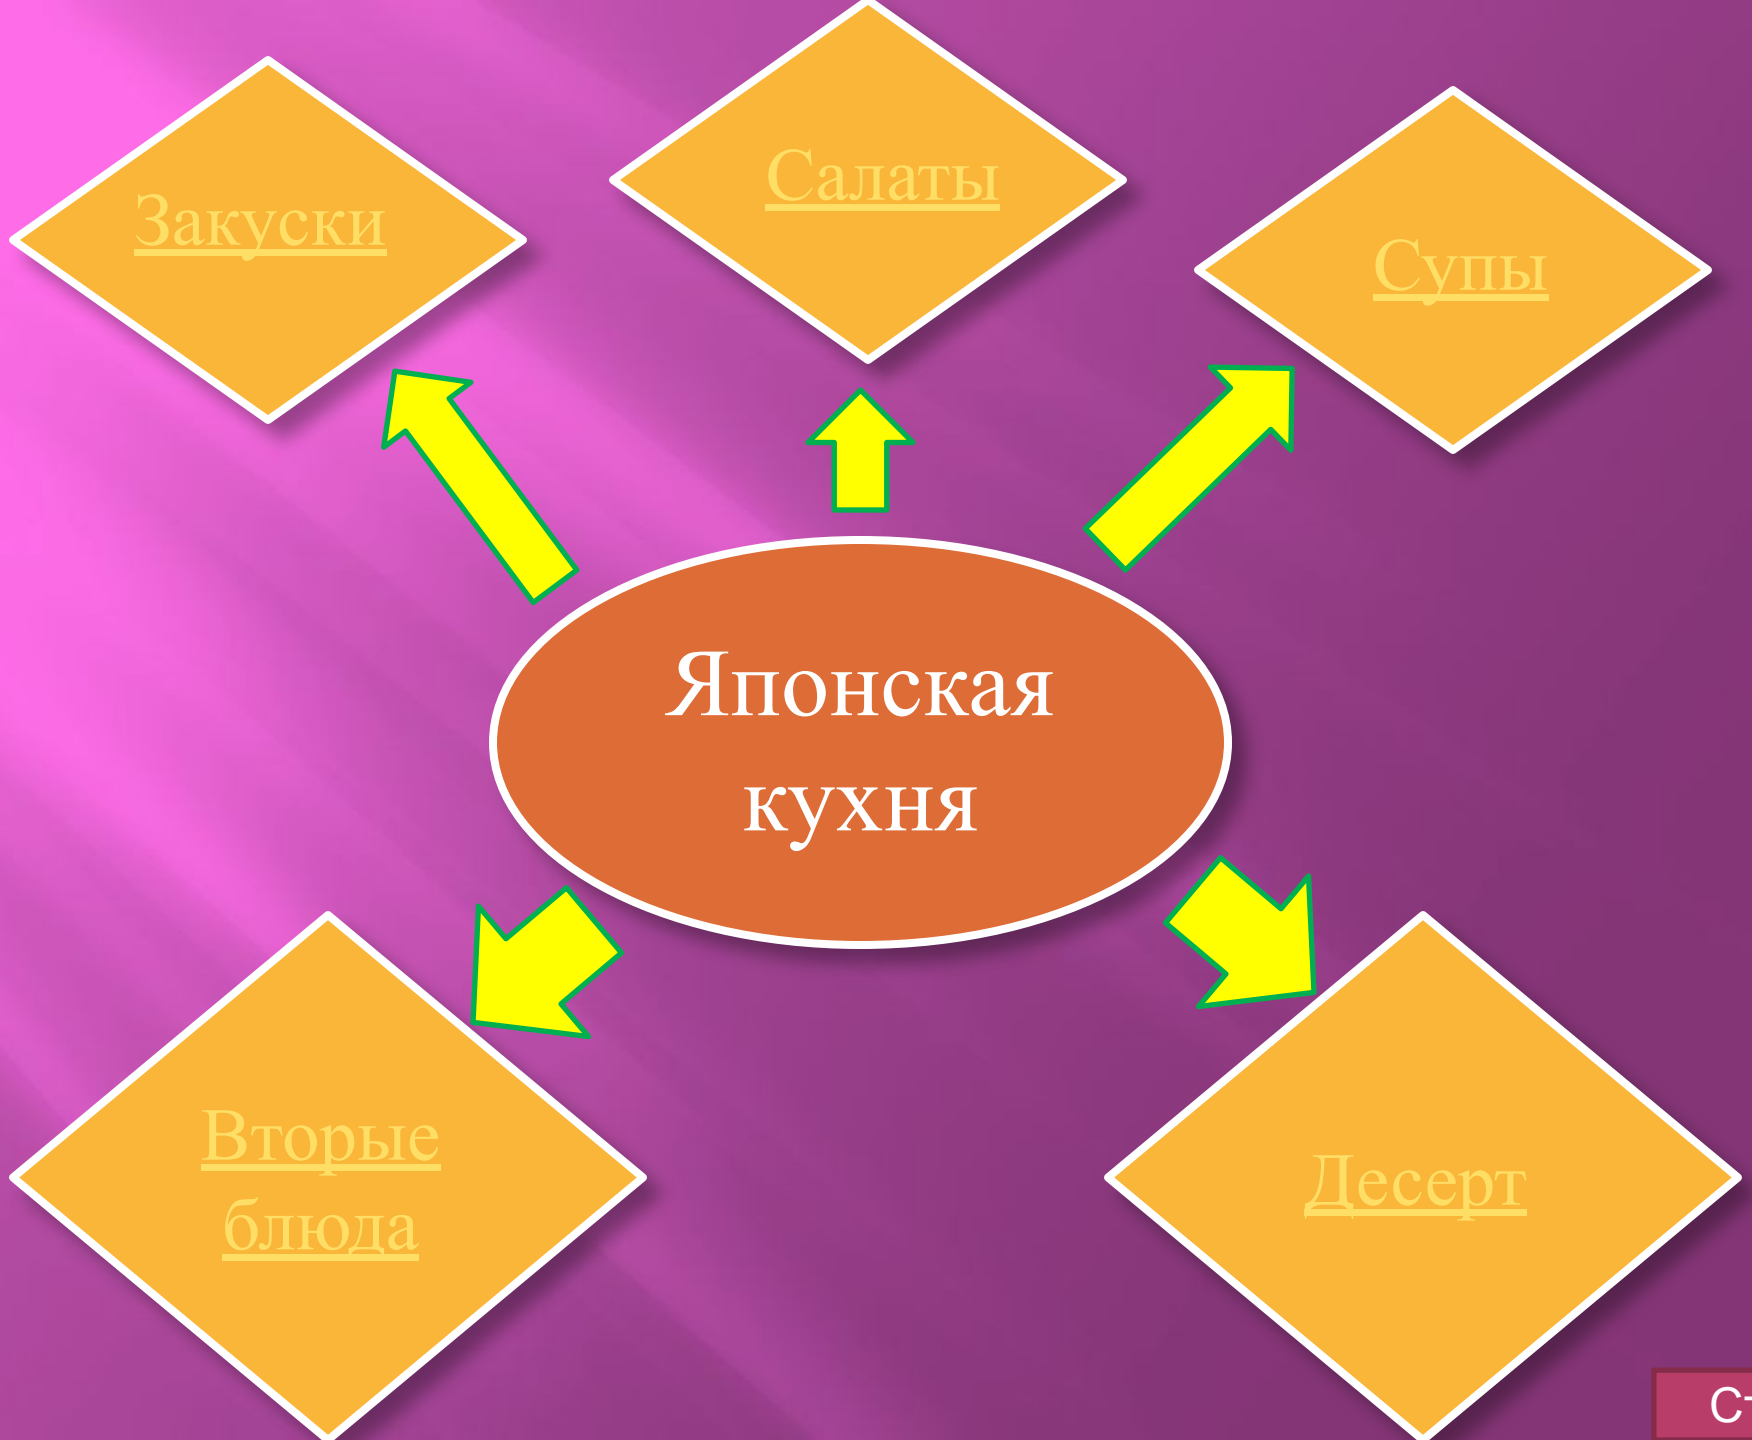 Закуски
Салаты
Супы
Японская
кухня
Вторые
блюда
Десерт